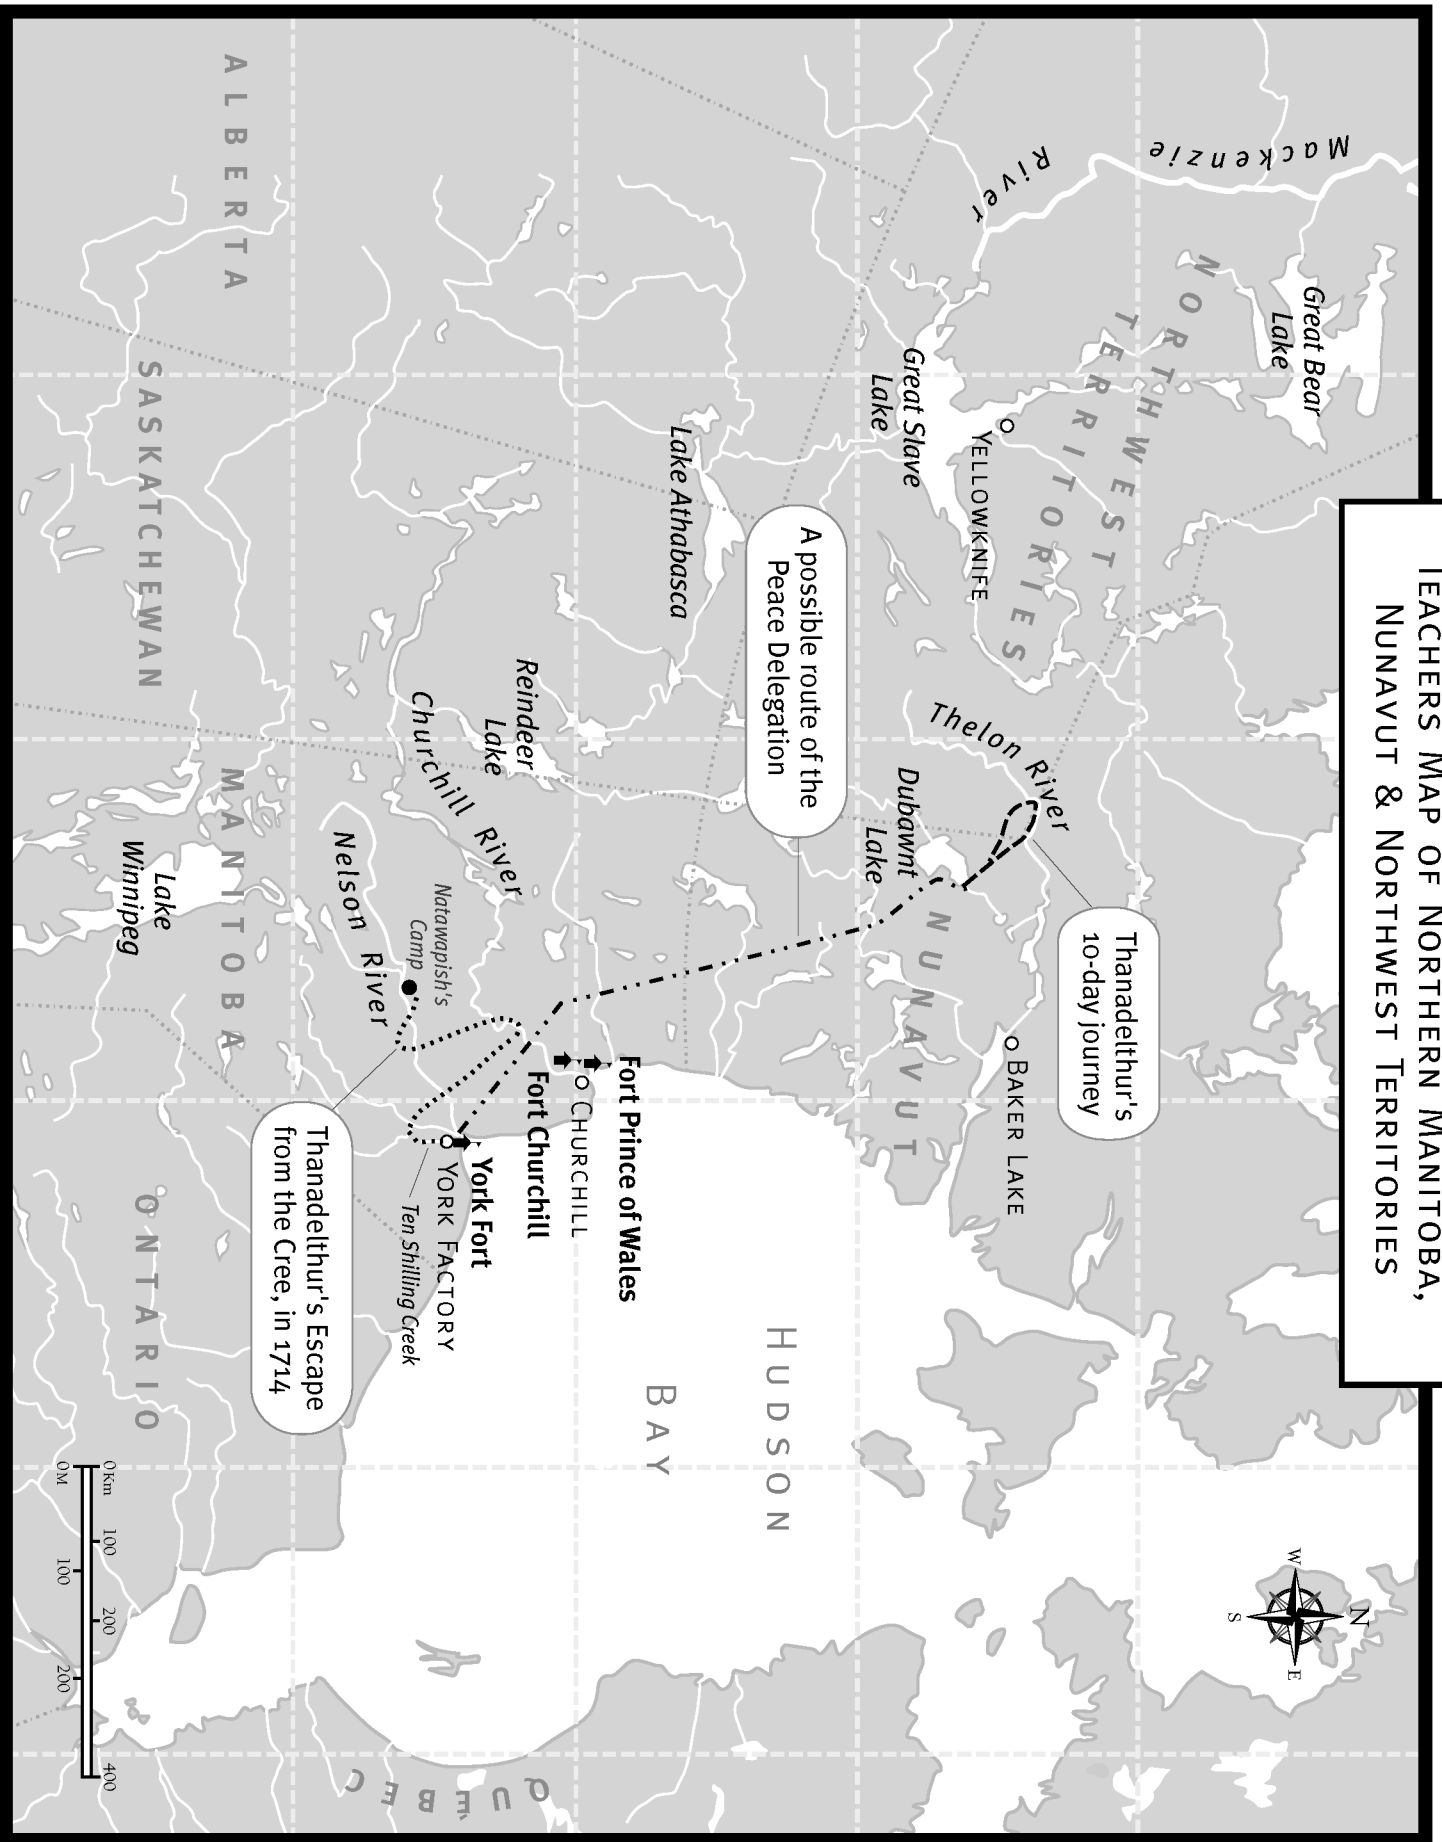 TEACHERS MAP OF NORTHERN MANITOBA,
NUNAVUT & NORTHWEST TERRITORIES
Mackenzie
River
Great Bear
Lake
NORTHWEST
TERRITORIES
YELLOWKNIFE
Great Slave
Lake
Thelon River
Thanadelthur's
10-day journey
BAKER LAKE
Dubawnt
Lake
NUNAVUT
A possible route of the
Peace Delegation
Lake Athabasca
Reindeer
Lake
Churchill River
Fort Prince of Wales
CHURCHILL
Fort Churchill
HUDSON
BAY
York Fort
YORK FACTORY
Ten Shilling Creek
Natawapish's
Camp
Nelson River
Thanadelthur's Escape
from the Cree, in 1714
ALBERTA
SASKATCHEWAN
MANITOBA
Lake
Winnipeg
ONTARIO
QUÉBEC
N
W
E
S
0Km 100 200 400
0M 100 200